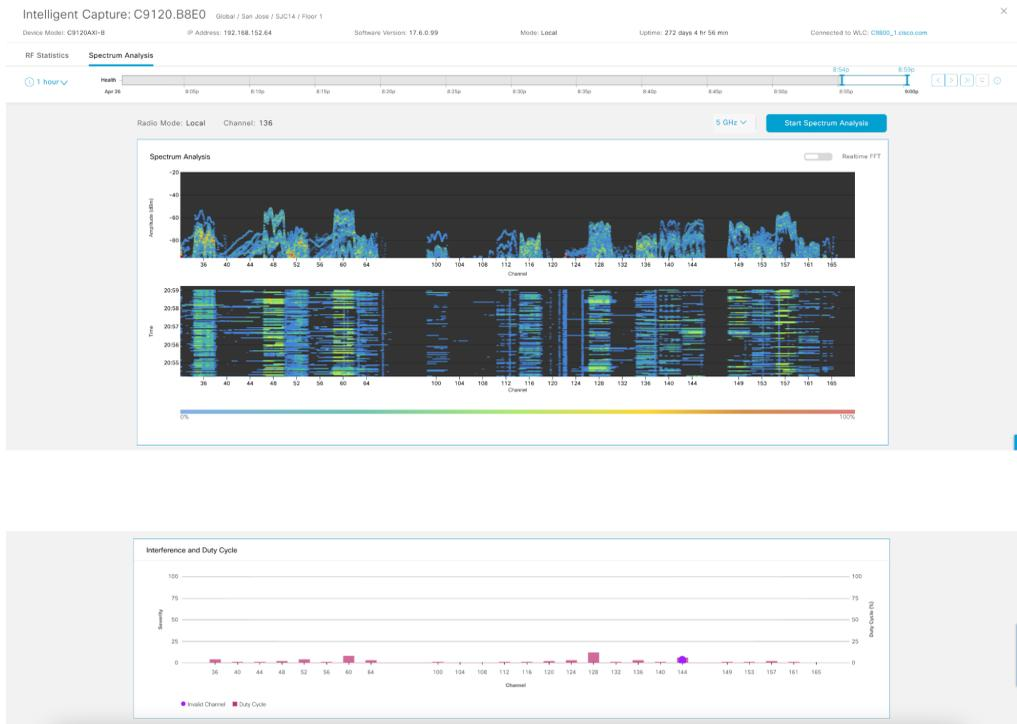 Intelligent Capture: C9120.B8E0 Global / San Jose / SJC14 / Floor 1
Device Model: C9120AXI-B IP Address: 192.168.152.64 Software Version: 17.6.0.99 Mode: Local Uptime: 272 days 4 hr 56 min Connected to WLC: C9800_1.cisco.com
RF Statistics Spectrum Analysis
8:54p 8:59p
1 hour Health
Apr 26 8:05p 8:10p 8:15p 8:20p 8:25p 8:30p 8:35p 8:40p 8:45p 8:50p 8:55p 9:00p
Radio Mode: Local Channel: 136 5 GHz Start Spectrum Analysis
Spectrum Analysis Realtime FFT
-20
-40
-60
-80
Amplitude (dBm)
36 40 44 48 52 56 60 64 100 104 108 112 116 120 124 128 132 136 140 144 149 153 157 161 165
Channel
20:59
20:58
20:57
20:56
20:55
Time
36 40 44 48 52 56 60 64 100 104 108 112 116 120 124 128 132 136 140 144 149 153 157 161 165
Channel
0% 100%
Interference and Duty Cycle
100 100
75 75
50 50
25 25
0 0
Severity
Duty Cycle (%)
36 40 44 48 52 56 60 64 100 104 108 112 116 120 124 128 132 136 140 144 149 153 157 161 165
Channel
Invalid Channel Duty Cycle